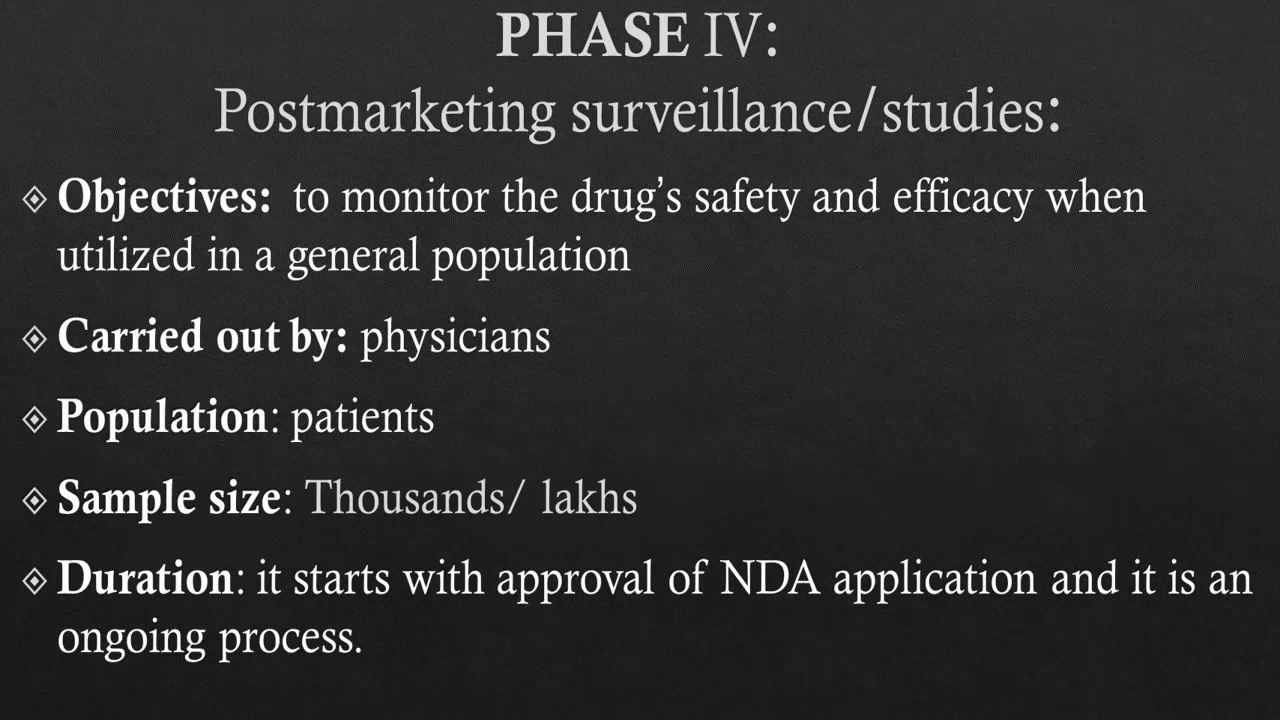 PHASE IV:
Postmarketing surveillance/studies:
Objectives: to monitor the drug’s safety and efficacy when
utilized in a general population
Carried out by: physicians
Population: patients
Sample size: Thousands/ lakhs
Duration: it starts with approval of NDA application and it is an
ongoing process.